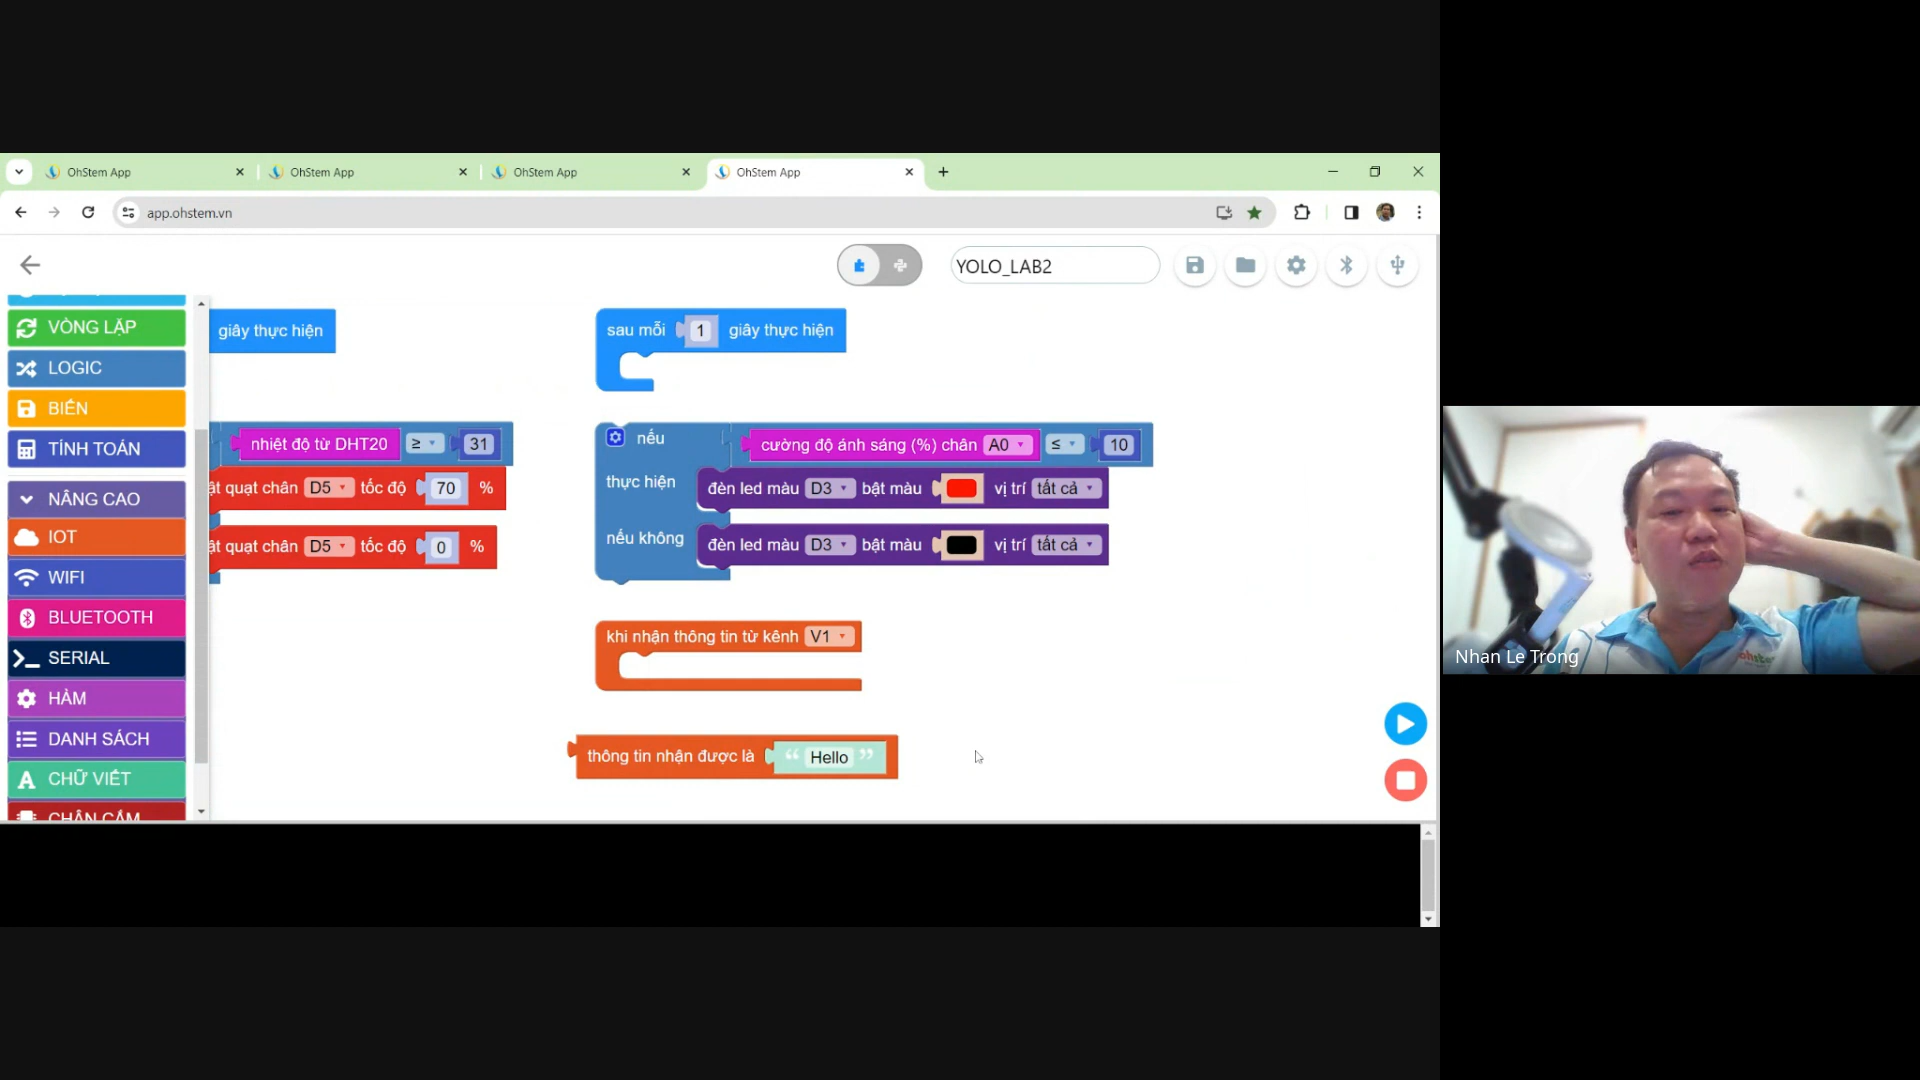 OhStem App
OhStem App
OhStem App
OhStem App
app.ohstem.vn
YOLO_LAB2
VÒNG LẶP
LOGIC
BIẾN
TÍNH TOÁN
NÂNG CAO
IOT
WIFI
BLUETOOTH
SERIAL
HÀM
DANH SÁCH
CHỮ VIẾT
CHÂN CẮM
giây thực hiện
nhiệt độ từ DHT20 ≥ 31
quạt chân D5 tốc độ 70 %
quạt chân D5 tốc độ 0 %
sau mỗi 1 giây thực hiện
nếu cường độ ánh sáng (%) chân A0 ≤ 10
thực hiện đèn led màu D3 bật màu vị trí tất cả
nếu không đèn led màu D3 bật màu vị trí tất cả
khi nhận thông tin từ kênh V1
thông tin nhận được là “ Hello ”
Nhan Le Trong